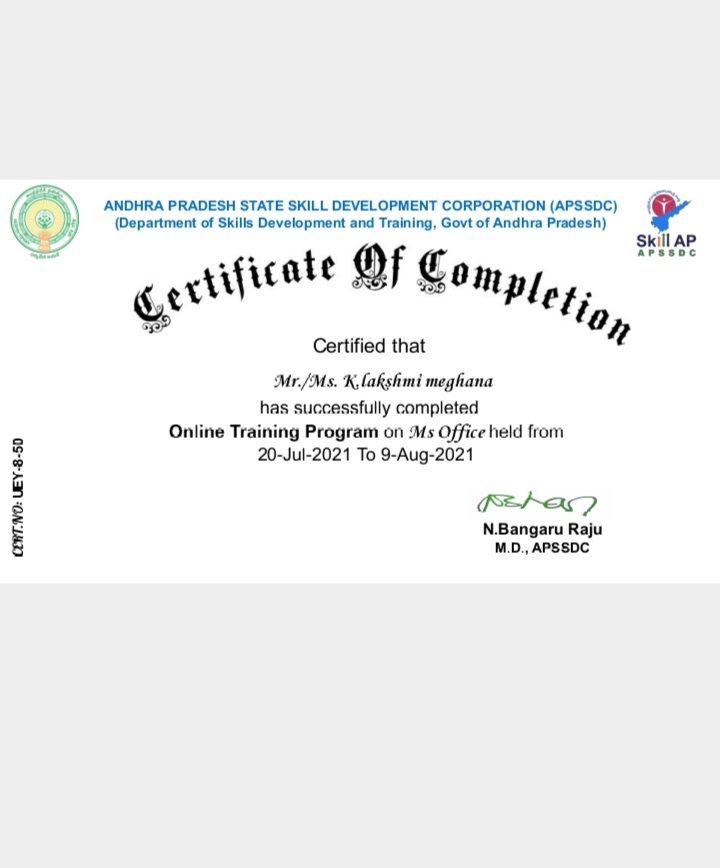 ANDHRA PRADESH STATE SKILL DEVELOPMENT CORPORATION (APSSDC)
(Department of Skills Development and Training, Govt of Andhra Pradesh)
Skill AP
APSSDC
Certificate Of Completion
Certified that
Mr./Ms. K,lakshmi meghana
has successfully completed
Online Training Program on Ms Office held from
20-Jul-2021 To 9-Aug-2021
CERT.NO: UEY-8-50
N.Bangaru Raju
M.D., APSSDC